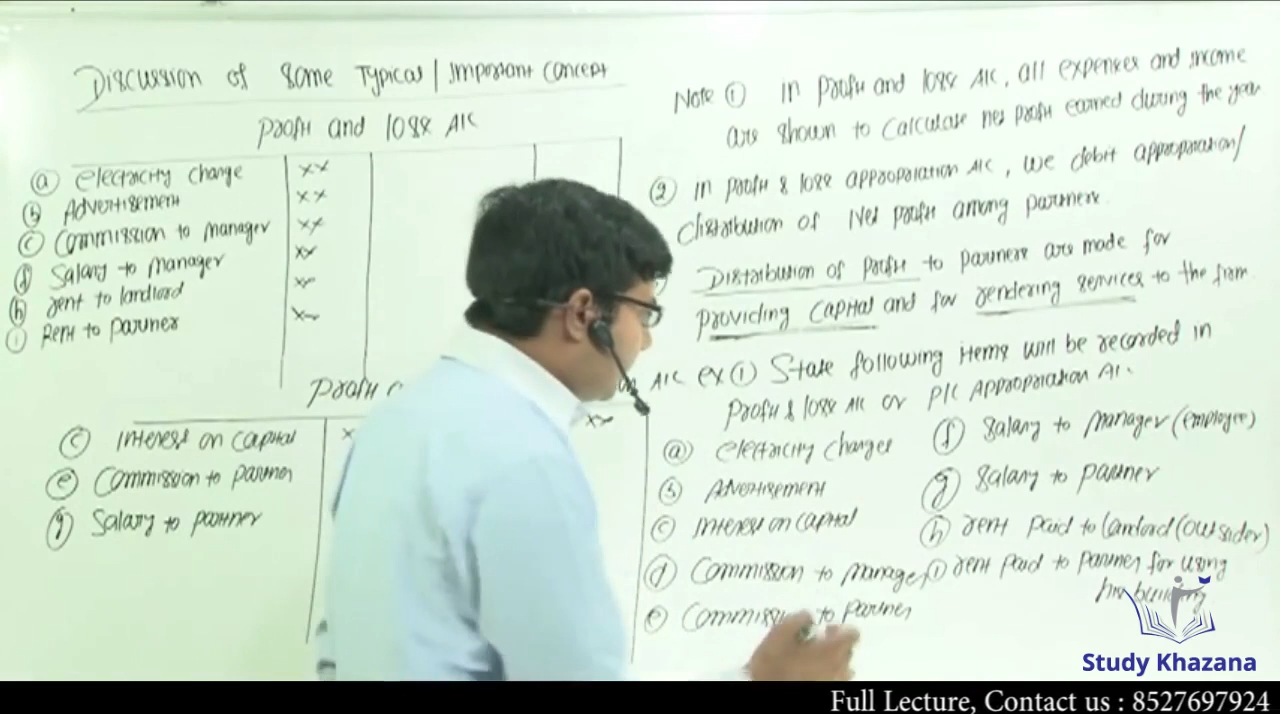 Discussion of some Typical / Important Concept
Profit and loss A/C
(a) electricity charge xx
(b) Advertisement xx
(c) Commission to manager xx
(d) Salary to manager xx
(h) rent to landlord xx
(i) Rent to partner xx
Profit
on A/C
(c) Interest on Capital x
xx
(e) Commission to partner
(g) Salary to partner
Note (1) In profit and loss A/C, all expenses and income
are shown to calculate net profit earned during the year
(2) In profit & loss appropriation A/C, we debit appropriation/
distribution of Net profit among partners.
Distribution of profit to partners are made for
providing Capital and for rendering services to the firm.
ex (1) State following items will be recorded in
profit & loss A/C or P/L Appropriation A/C.
(a) electricity charges
(b) Advertisement
(c) Interest on capital
(d) Commission to manager
(e) Commission to partner
(f) Salary to manager (employee)
(g) Salary to partner
(h) rent paid to landlord (outsider)
(i) rent paid to partner for using
his building
Study Khazana
Full Lecture, Contact us : 8527697924